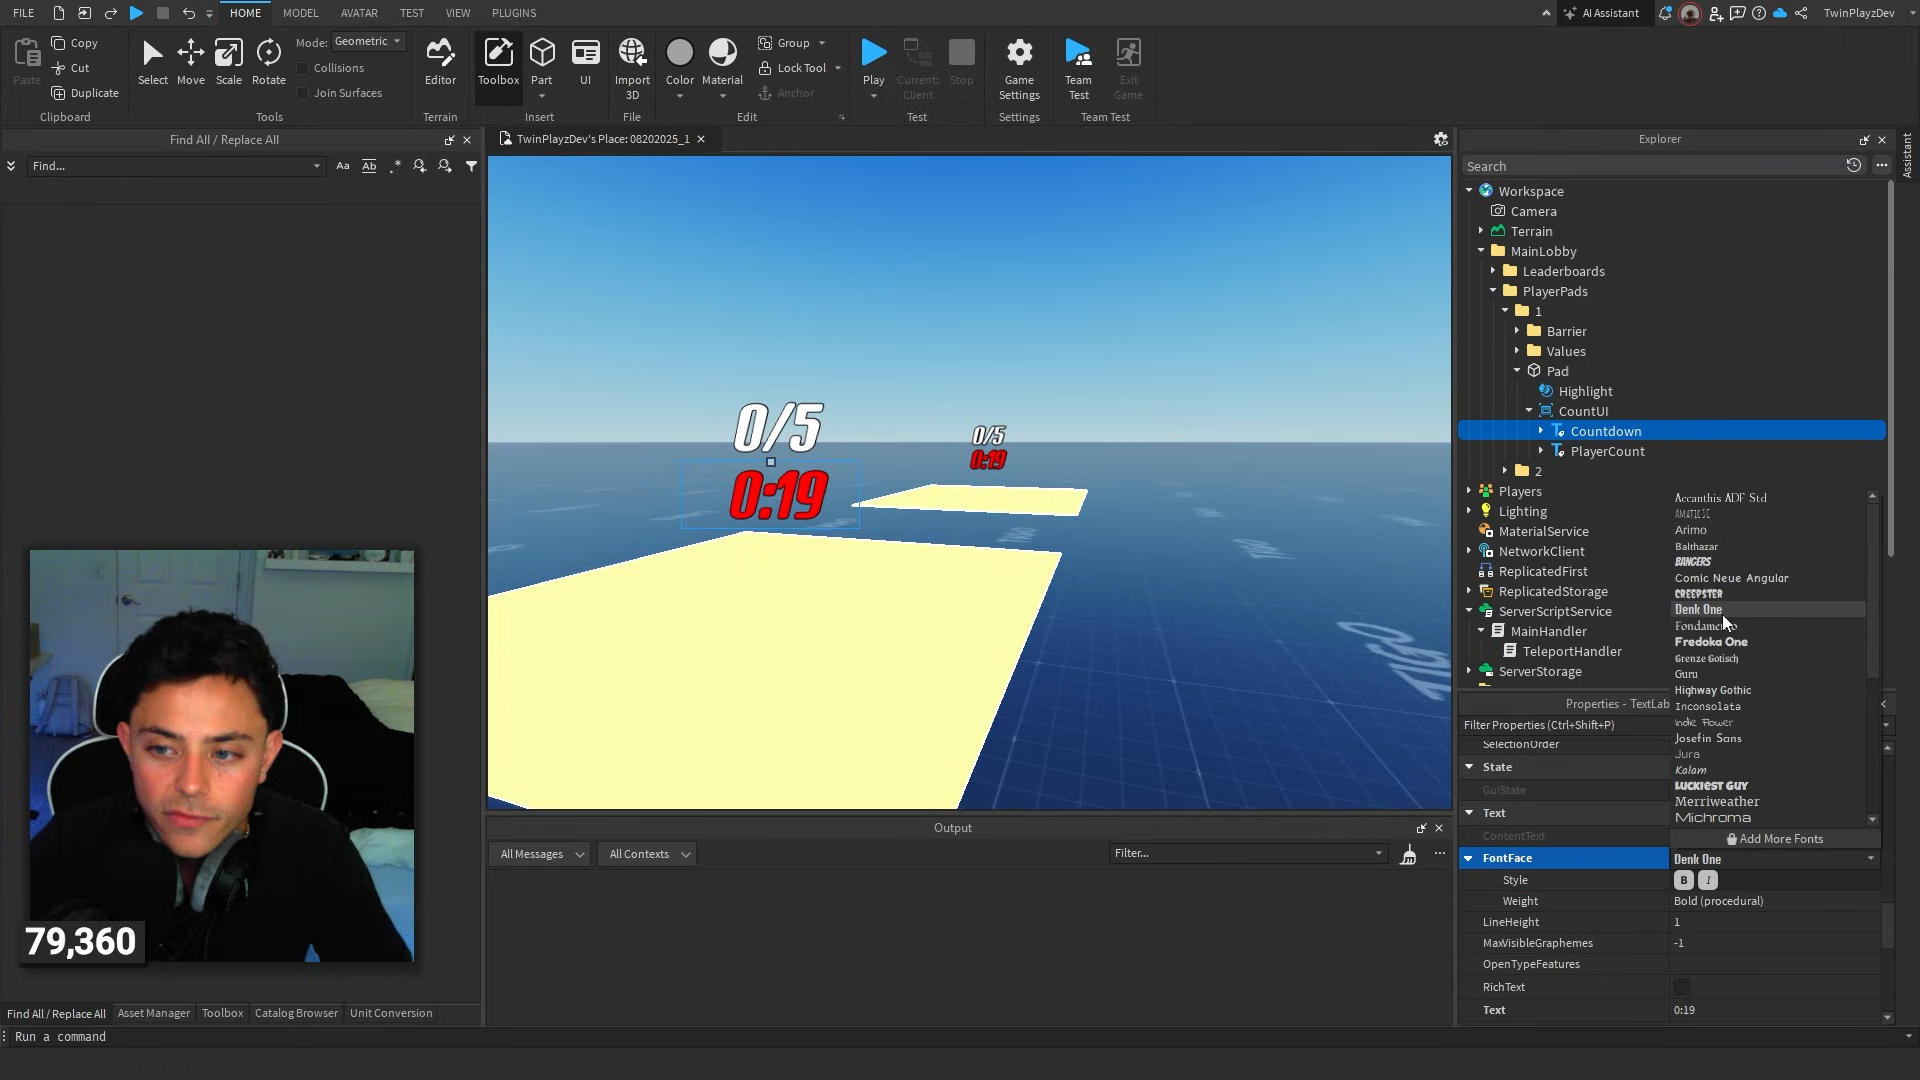 FILE HOME MODEL AVATAR TEST VIEW PLUGINS AI Assistant TwinPlayzDev
Paste Copy Cut Duplicate Clipboard
Select Move Scale Rotate Mode: Geometric Collisions Join Surfaces Tools
Editor Terrain
Toolbox Part UI Insert
Import 3D File
Color Material Group Lock Tool Anchor Edit
Play Current: Client Stop Test
Game Settings Settings
Team Test Exit Game Team Test
Find All / Replace All
Find... Aa Ab .*
TwinPlayzDev's Place: 08202025_1
0/5
0:19
0/5
0:19
79,360
Explorer
Assistant
Search
Workspace
Camera
Terrain
MainLobby
Leaderboards
PlayerPads
1
Barrier
Values
Pad
Highlight
CountUI
Countdown
PlayerCount
2
Players
Lighting
MaterialService
NetworkClient
ReplicatedFirst
ReplicatedStorage
ServerScriptService
MainHandler
TeleportHandler
ServerStorage
Accanthis ADF Std
AMATIC SC
Arimo
Balthazar
BANGERS
Comic Neue Angular
CREEPSTER
Denk One
Fondamento
Fredoka One
Grenze Gotisch
Guru
Highway Gothic
Inconsolata
Indie Flower
Josefin Sans
Jura
Kalam
LUCKIEST GUY
Merriweather
Michroma
Add More Fonts
Properties - TextLab
Filter Properties (Ctrl+Shift+P)
SelectionOrder
State
GuiState
Text
ContentText
FontFace Denk One
Style B I
Weight Bold (procedural)
LineHeight 1
MaxVisibleGraphemes -1
OpenTypeFeatures
RichText
Text 0:19
Output
All Messages All Contexts Filter...
Find All / Replace All Asset Manager Toolbox Catalog Browser Unit Conversion
Run a command